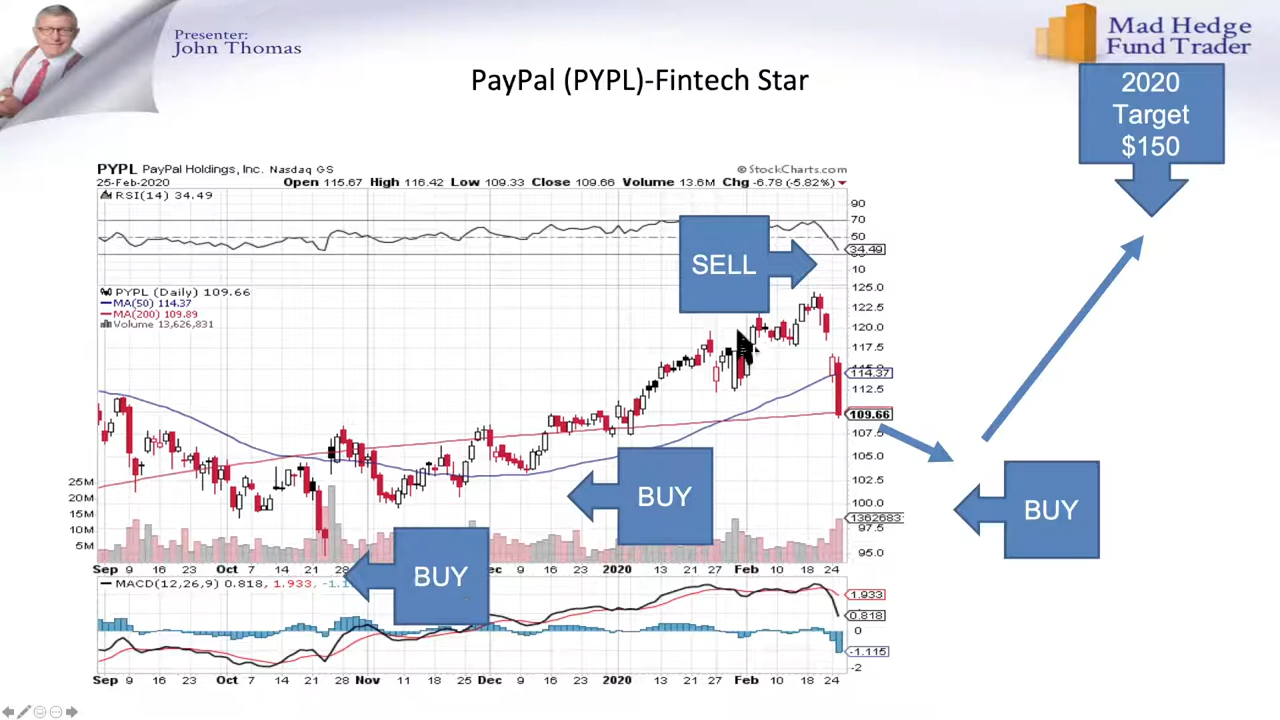 Presenter:
John Thomas
Mad Hedge
Fund Trader
PayPal (PYPL)-Fintech Star
2020
Target
$150
PYPL PayPal Holdings, Inc. Nasdaq GS
© StockCharts.com
25-Feb-2020
Open 115.67 High 116.42 Low 109.33 Close 109.66 Volume 13.6M Chg -6.78 (-5.82%)
RSI(14) 34.49
90
70
50
34.49
10
SELL
PYPL (Daily) 109.66
MA(50) 114.37
MA(200) 109.89
Volume 13,626,831
125.0
122.5
120.0
117.5
114.37
112.5
109.66
107.5
105.0
102.5
100.0
97.5
95.0
25M
20M
15M
10M
5M
1362683
BUY
BUY
BUY
Sep 9 16 23 Oct 7 14 21 28 2020 13 21 27 Feb 10 18 24
MACD(12,26,9) 0.818, 1.933, -1.1
1.933
0.818
0
-1.115
-2
Sep 9 16 23 Oct 7 14 21 28 Nov 11 18 25 Dec 9 16 23 2020 13 21 27 Feb 10 18 24